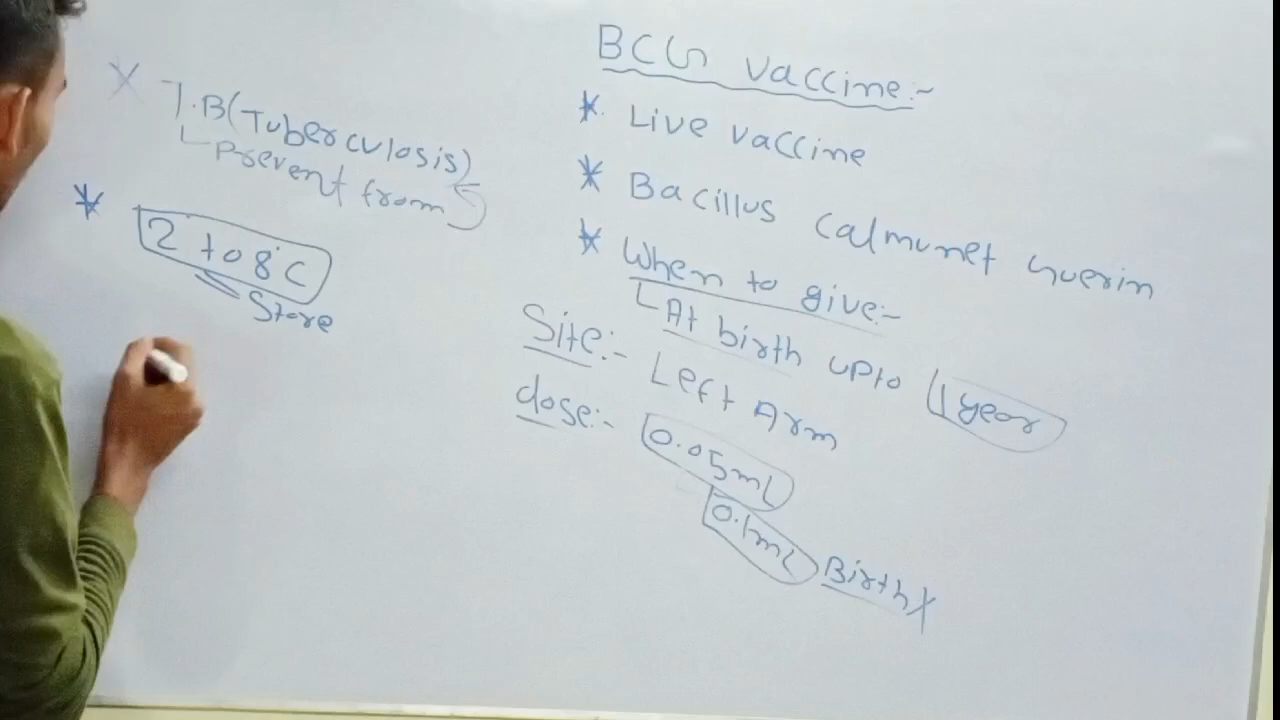 BCG vaccine:-
* Live vaccine
* Bacillus calmunet Guerin
* When to give:-
At birth upto 1 year
Site:- Left Arm
dose:- 0.05mL
0.1mL Birth X
* T.B(Tuberculosis)
Prevent from
* 2° to 8°C
Store